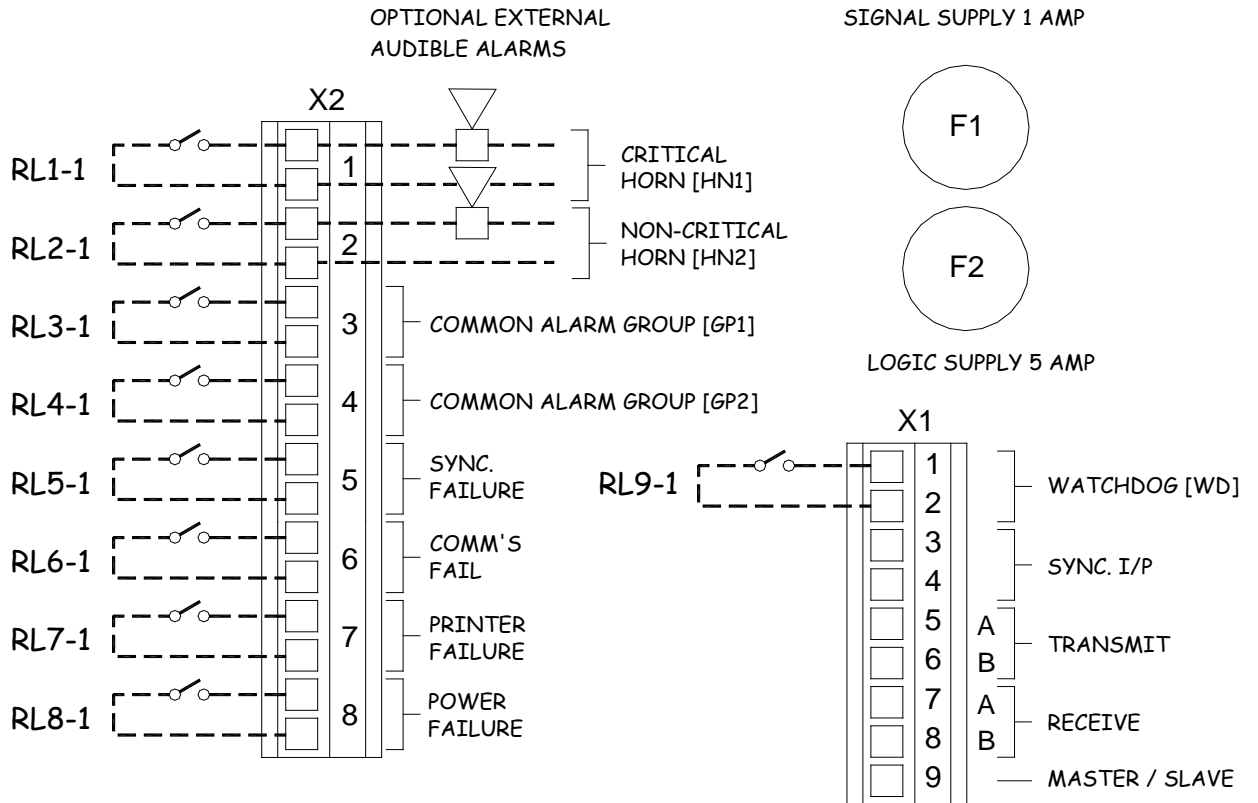 OPTIONAL EXTERNAL
AUDIBLE ALARMS
SIGNAL SUPPLY 1 AMP
F1
F2
LOGIC SUPPLY 5 AMP
X2
RL1-1
1
CRITICAL
HORN [HN1]
RL2-1
2
NON-CRITICAL
HORN [HN2]
RL3-1
3
COMMON ALARM GROUP [GP1]
RL4-1
4
COMMON ALARM GROUP [GP2]
RL5-1
5
SYNC.
FAILURE
RL6-1
6
COMM'S
FAIL
RL7-1
7
PRINTER
FAILURE
RL8-1
8
POWER
FAILURE
X1
RL9-1
1
2
WATCHDOG [WD]
3
4
SYNC. I/P
5 A
6 B
TRANSMIT
7 A
8 B
RECEIVE
9
MASTER / SLAVE